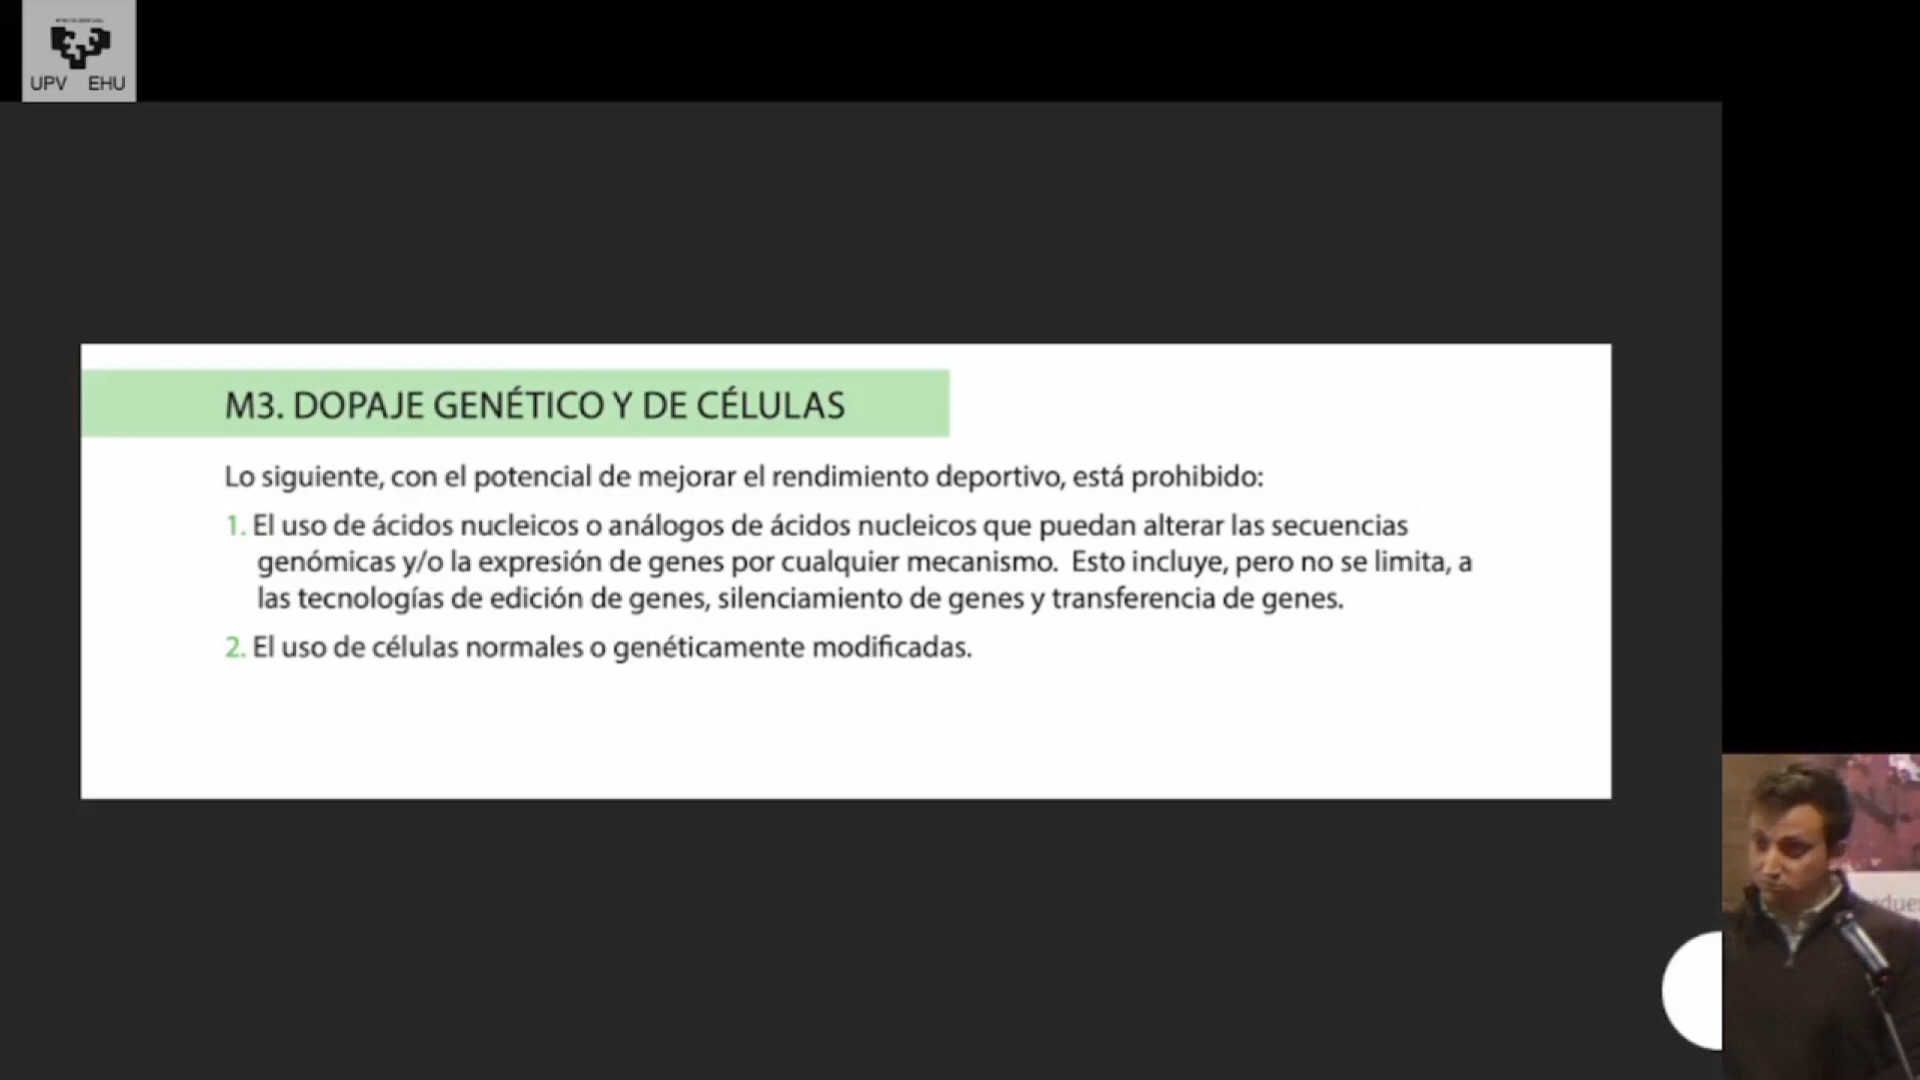 UPV EHU
M3. DOPAJE GENÉTICO Y DE CÉLULAS
Lo siguiente, con el potencial de mejorar el rendimiento deportivo, está prohibido:
1. El uso de ácidos nucleicos o análogos de ácidos nucleicos que puedan alterar las secuencias
genómicas y/o la expresión de genes por cualquier mecanismo. Esto incluye, pero no se limita, a
las tecnologías de edición de genes, silenciamiento de genes y transferencia de genes.
2. El uso de células normales o genéticamente modificadas.